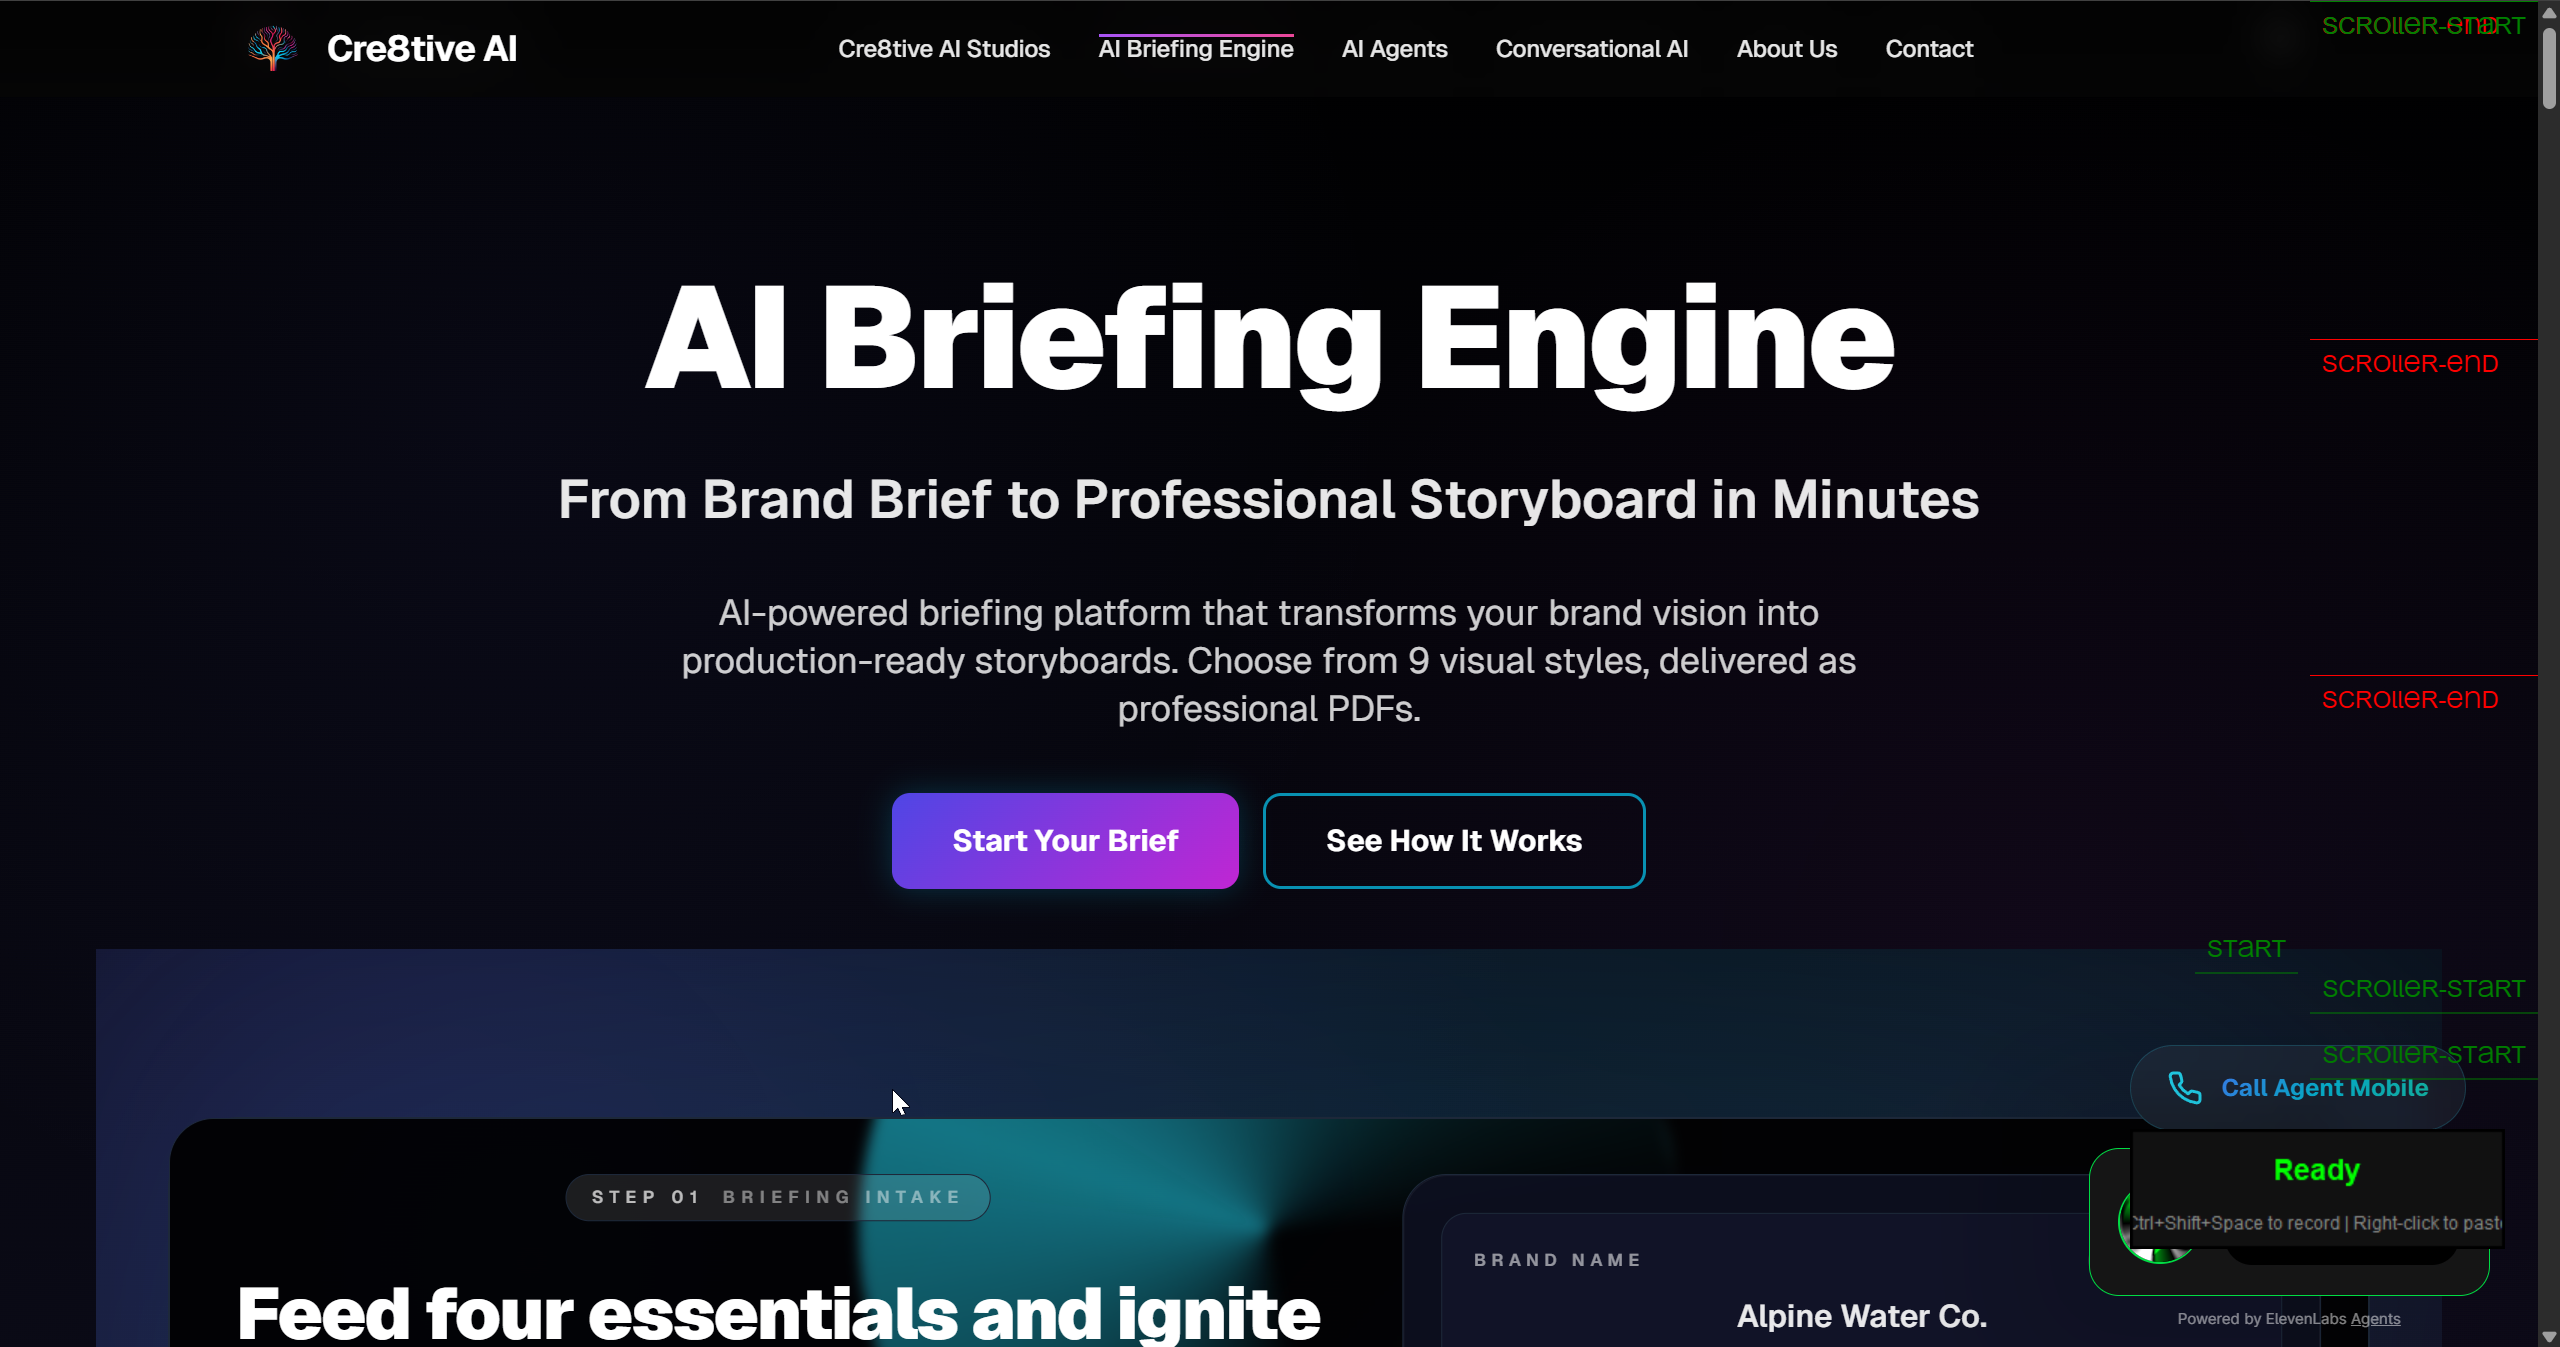 Cre8tive AI
Cre8tive AI Studios
AI Briefing Engine
AI Agents
Conversational AI
About Us
Contact
scroller-start
scroller-end
AI Briefing Engine
scroller-end
From Brand Brief to Professional Storyboard in Minutes
AI-powered briefing platform that transforms your brand vision into
production-ready storyboards. Choose from 9 visual styles, delivered as
professional PDFs.
scroller-end
Start Your Brief
See How It Works
start
scroller-start
scroller-start
Call Agent Mobile
Ready
Ctrl+Shift+Space to record | Right-click to paste
STEP 01 BRIEFING INTAKE
BRAND NAME
Feed four essentials and ignite
Alpine Water Co.
Powered by ElevenLabs Agents